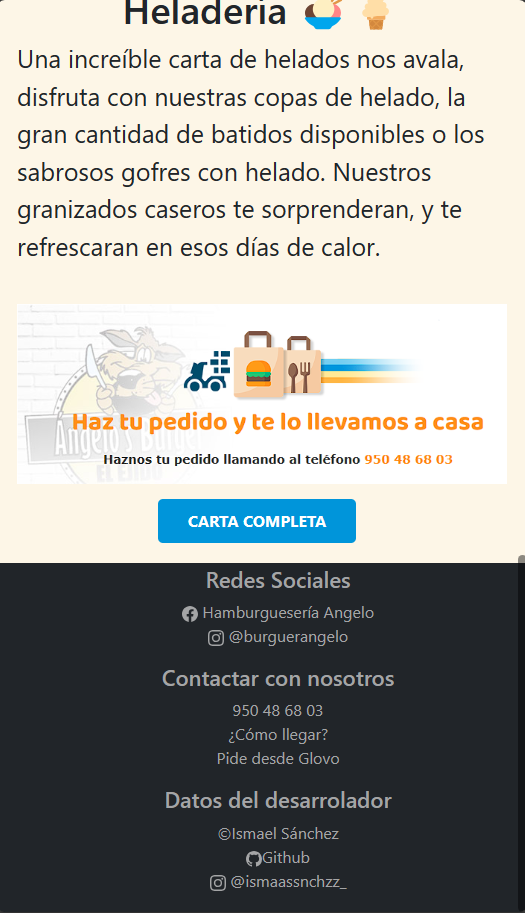 Heladería
Una increíble carta de helados nos avala,
disfruta con nuestras copas de helado, la
gran cantidad de batidos disponibles o los
sabrosos gofres con helado. Nuestros
granizados caseros te sorprenderan, y te
refrescaran en esos días de calor.
Angelo's Burger
EL EJIDO
Haz tu pedido y te lo llevamos a casa
Haznos tu pedido llamando al teléfono 950 48 68 03
CARTA COMPLETA
Redes Sociales
Hamburguesería Angelo
@burguerangelo
Contactar con nosotros
950 48 68 03
¿Cómo llegar?
Pide desde Glovo
Datos del desarrolador
©Ismael Sánchez
Github
@ismaassnchzz_